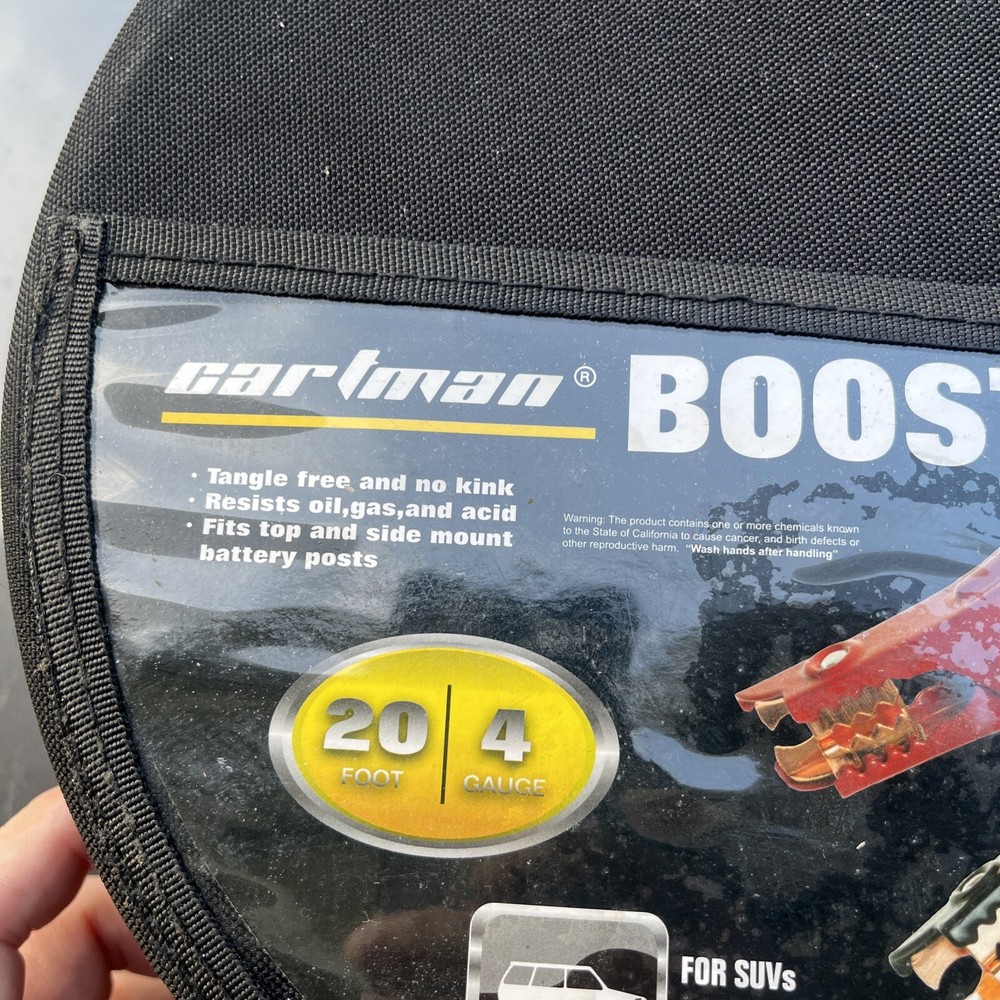 cartman®
BOOS
• Tangle free and no kink
• Resists oil,gas,and acid
• Fits top and side mount
battery posts
Warning: The product contains one or more chemicals known
to the State of California to cause cancer, and birth defects or
other reproductive harm. "Wash hands after handling"
20 | 4
FOOT GAUGE
FOR SUVs